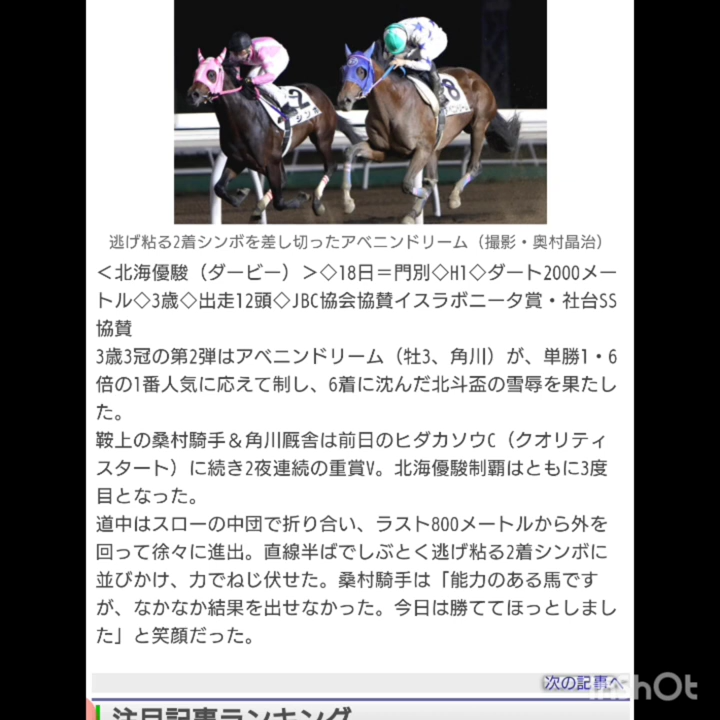 2
シンボ
8
逃げ粘る2着シンボを差し切ったアベニンドリーム（撮影・奥村晶治）
＜北海優駿（ダービー）＞◇18日＝門別◇H1◇ダート2000メー
トル◇3歳◇出走12頭◇JBC協会協賛イスラボニータ賞・社台SS
協賛
3歳3冠の第2弾はアベニンドリーム（牡3、角川）が、単勝1・6
倍の1番人気に応えて制し、6着に沈んだ北斗盃の雪辱を果たし
た。
鞍上の桑村騎手＆角川厩舎は前日のヒダカソウC（クオリティ
スタート）に続き2夜連続の重賞V。北海優駿制覇はともに3度
目となった。
道中はスローの中団で折り合い、ラスト800メートルから外を
回って徐々に進出。直線半ばでしぶとく逃げ粘る2着シンボに
並びかけ、力でねじ伏せた。桑村騎手は「能力のある馬です
が、なかなか結果を出せなかった。今日は勝ててほっとしまし
た」と笑顔だった。
次の記事へ
InShOt
注目記事ランキング